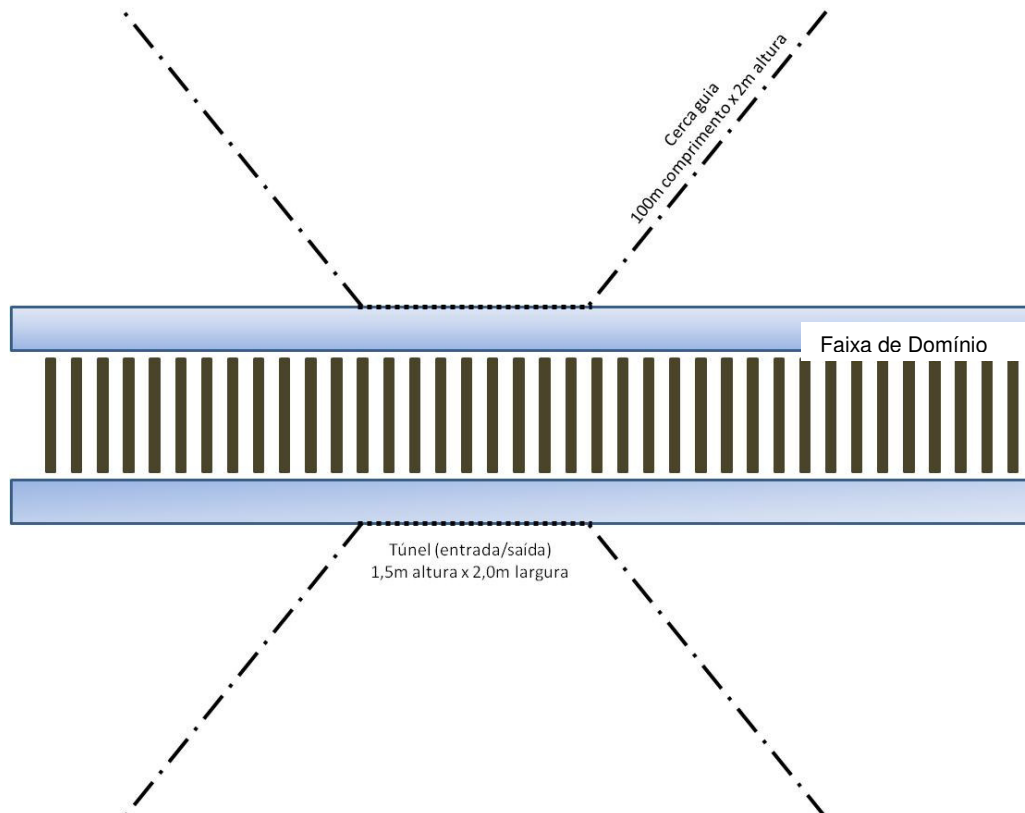 Cerca guia
100m comprimento x 2m altura
Faixa de Domínio
Túnel (entrada/saída)
1,5m altura x 2,0m largura